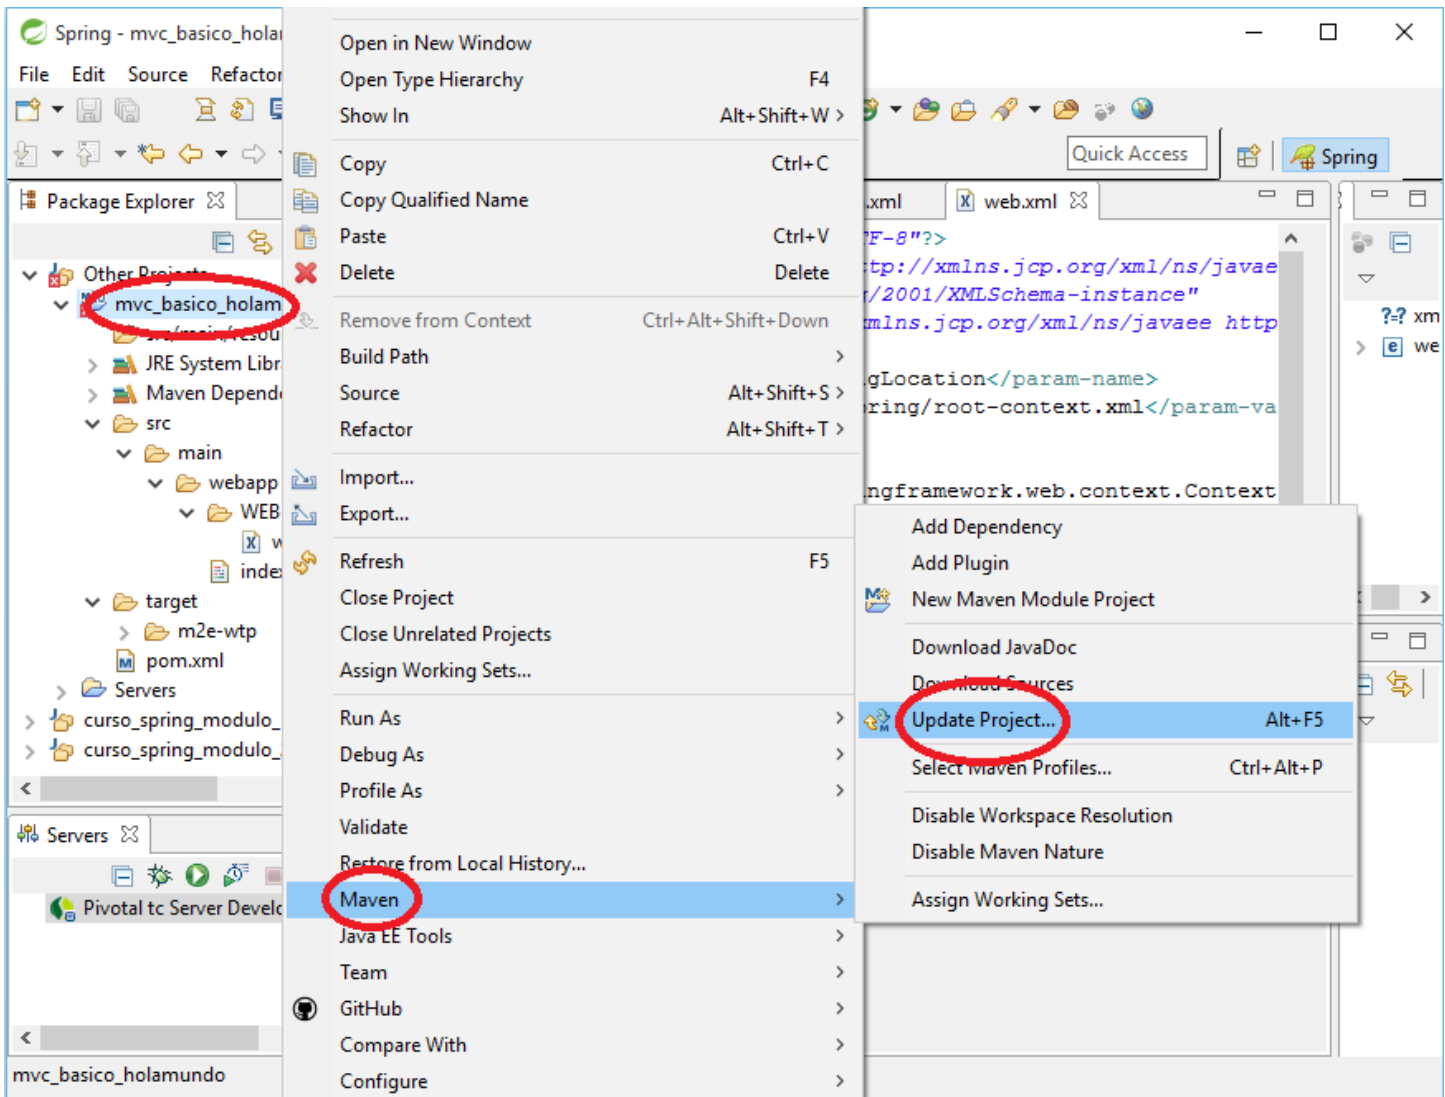 Spring - mvc_basico_holam
File Edit Source Refactor
Quick Access
Spring
Package Explorer
Other Projects
mvc_basico_holam
src/main/resou
JRE System Libr
Maven Depende
src
main
webapp
WEB
w
index
target
m2e-wtp
pom.xml
Servers
curso_spring_modulo_
curso_spring_modulo_
Servers
Pivotal tc Server Develo
mvc_basico_holamundo
Open in New Window
Open Type Hierarchy F4
Show In Alt+Shift+W >
Copy Ctrl+C
Copy Qualified Name
Paste Ctrl+V
Delete Delete
Remove from Context Ctrl+Alt+Shift+Down
Build Path >
Source Alt+Shift+S >
Refactor Alt+Shift+T >
Import...
Export...
Refresh F5
Close Project
Close Unrelated Projects
Assign Working Sets...
Run As >
Debug As >
Profile As >
Validate
Restore from Local History...
Maven >
Java EE Tools >
Team >
GitHub >
Compare With >
Configure >
.xml
web.xml
TF-8"?>
tp://xmlns.jcp.org/xml/ns/javae
/2001/XMLSchema-instance"
mlns.jcp.org/xml/ns/javaee http
gLocation</param-name>
ring/root-context.xml</param-va
ngframework.web.context.Context
Add Dependency
Add Plugin
New Maven Module Project
Download JavaDoc
Download Sources
Update Project... Alt+F5
Select Maven Profiles... Ctrl+Alt+P
Disable Workspace Resolution
Disable Maven Nature
Assign Working Sets...
?=? xm
e we